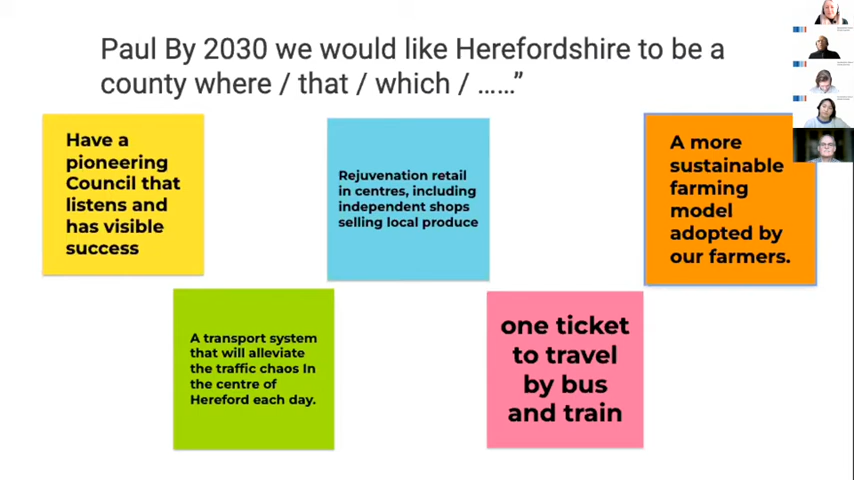 Paul By 2030 we would like Herefordshire to be a
county where / that / which / ......”
Have a
pioneering
Council that
listens and
has visible
success
Rejuvenation retail
in centres, including
independent shops
selling local produce
A more
sustainable
farming
model
adopted by
our farmers.
A transport system
that will alleviate
the traffic chaos In
the centre of
Hereford each day.
one ticket
to travel
by bus
and train